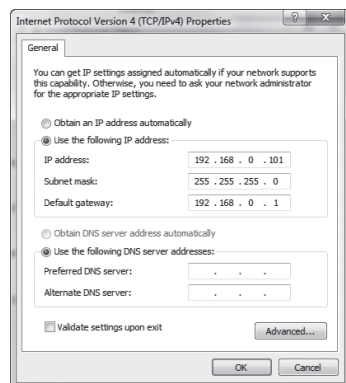 Internet Protocol Version 4 (TCP/IPv4) Properties
General
You can get IP settings assigned automatically if your network supports
this capability. Otherwise, you need to ask your network administrator
for the appropriate IP settings.
Obtain an IP address automatically
Use the following IP address:
IP address: 192 . 168 . 0 . 101
Subnet mask: 255 . 255 . 255 . 0
Default gateway: 192 . 168 . 0 . 1
Obtain DNS server address automatically
Use the following DNS server addresses:
Preferred DNS server: . . .
Alternate DNS server: . . .
Validate settings upon exit
Advanced...
OK Cancel